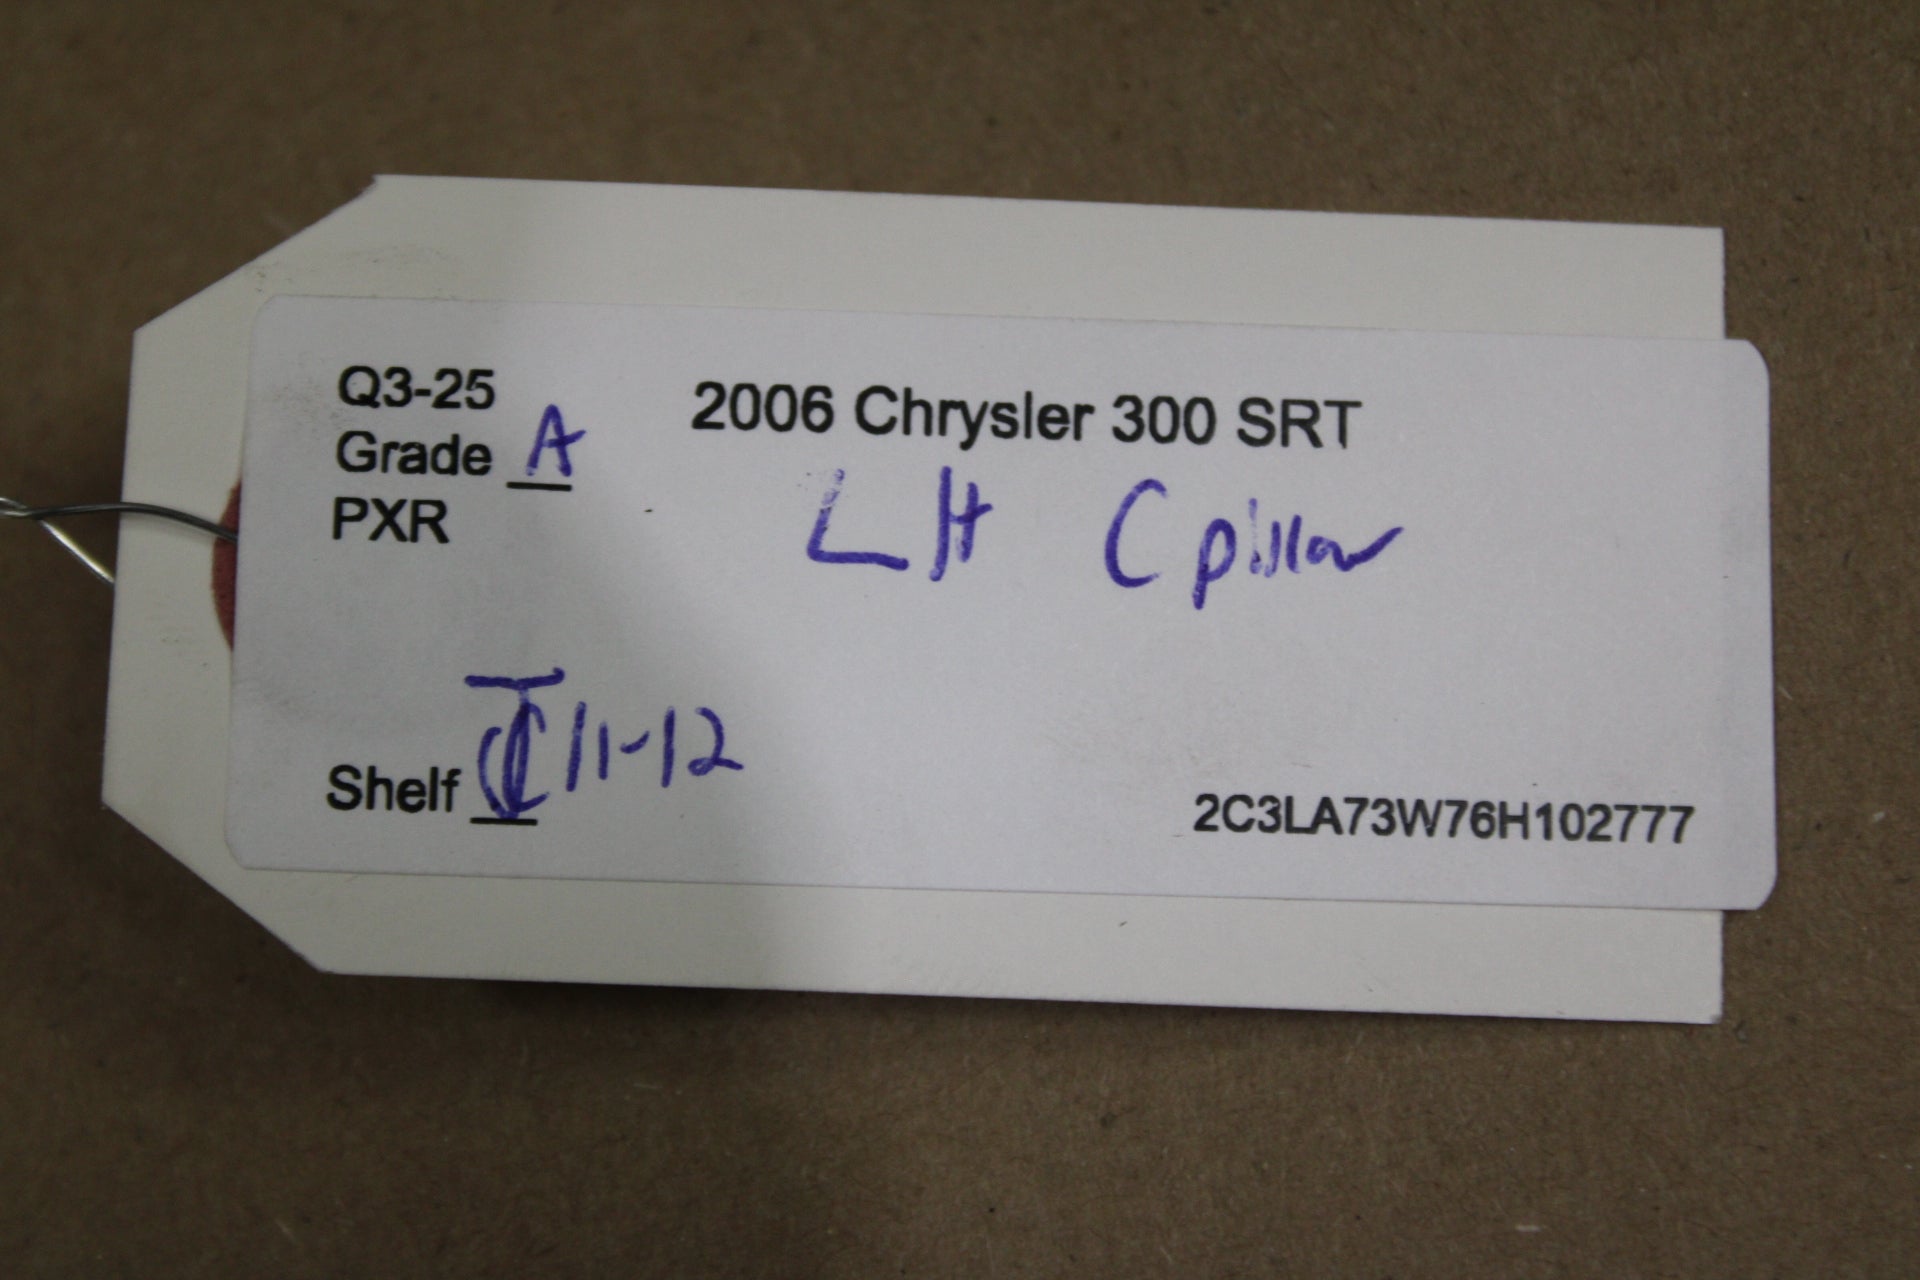 Q3-25
2006 Chrysler 300 SRT
Grade A
PXR
LH C pillar
Shelf 11-12
2C3LA73W76H102777